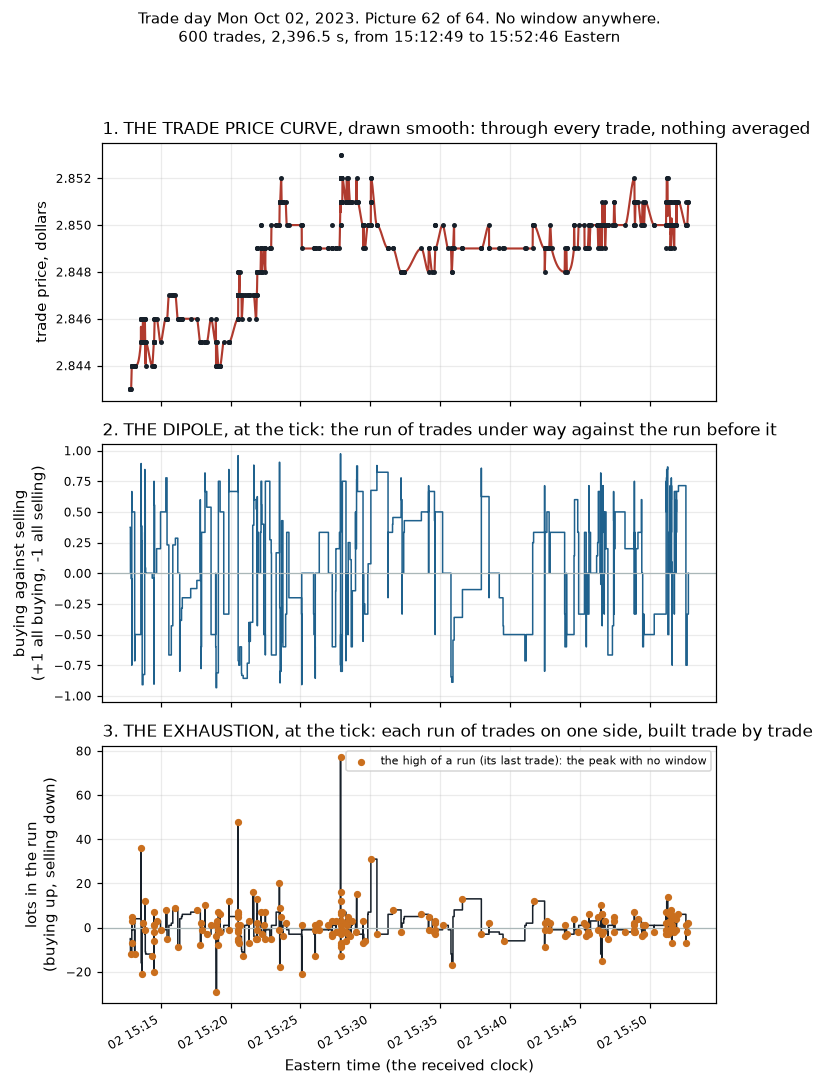 Trade day Mon Oct 02, 2023. Picture 62 of 64. No window anywhere.
600 trades, 2,396.5 s, from 15:12:49 to 15:52:46 Eastern
1. THE TRADE PRICE CURVE, drawn smooth: through every trade, nothing averaged
trade price, dollars
2.852
2.850
2.848
2.846
2.844
2. THE DIPOLE, at the tick: the run of trades under way against the run before it
buying against selling
(+1 all buying, -1 all selling)
1.00
0.75
0.50
0.25
0.00
−0.25
−0.50
−0.75
−1.00
3. THE EXHAUSTION, at the tick: each run of trades on one side, built trade by trade
the high of a run (its last trade): the peak with no window
lots in the run
(buying up, selling down)
80
60
40
20
0
−20
02 15:15
02 15:20
02 15:25
02 15:30
02 15:35
02 15:40
02 15:45
02 15:50
Eastern time (the received clock)